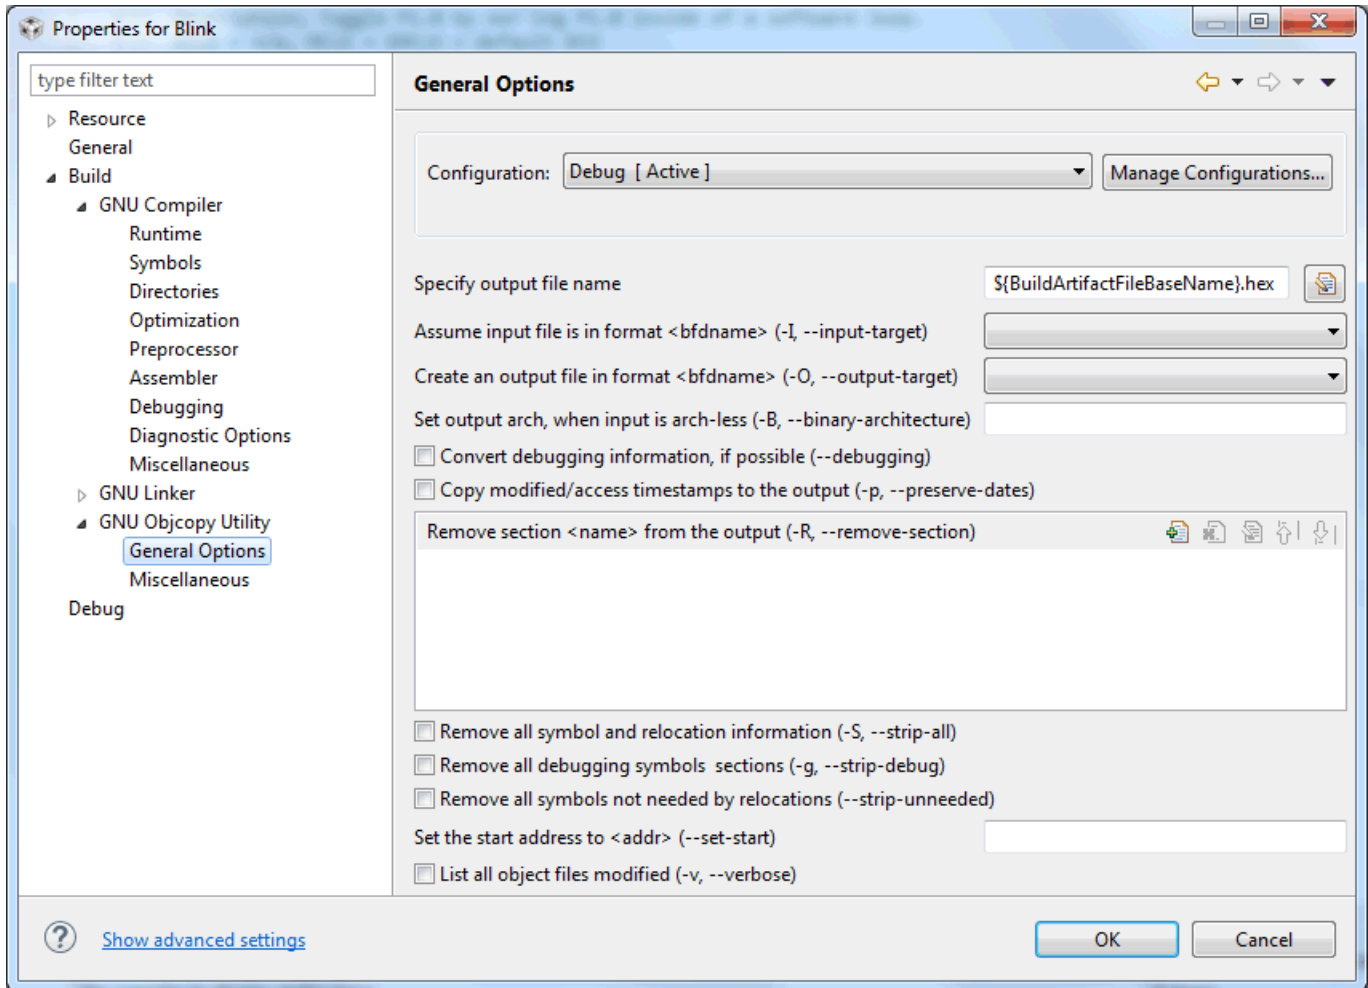 Properties for Blink
type filter text
General Options
Resource
General
Build
GNU Compiler
Runtime
Symbols
Directories
Optimization
Preprocessor
Assembler
Debugging
Diagnostic Options
Miscellaneous
GNU Linker
GNU Objcopy Utility
General Options
Miscellaneous
Debug
Configuration: Debug [ Active ] Manage Configurations...
Specify output file name ${BuildArtifactFileBaseName}.hex
Assume input file is in format <bfdname> (-I, --input-target)
Create an output file in format <bfdname> (-O, --output-target)
Set output arch, when input is arch-less (-B, --binary-architecture)
Convert debugging information, if possible (--debugging)
Copy modified/access timestamps to the output (-p, --preserve-dates)
Remove section <name> from the output (-R, --remove-section)
Remove all symbol and relocation information (-S, --strip-all)
Remove all debugging symbols  sections (-g, --strip-debug)
Remove all symbols not needed by relocations (--strip-unneeded)
Set the start address to <addr> (--set-start)
List all object files modified (-v, --verbose)
Show advanced settings
OK Cancel